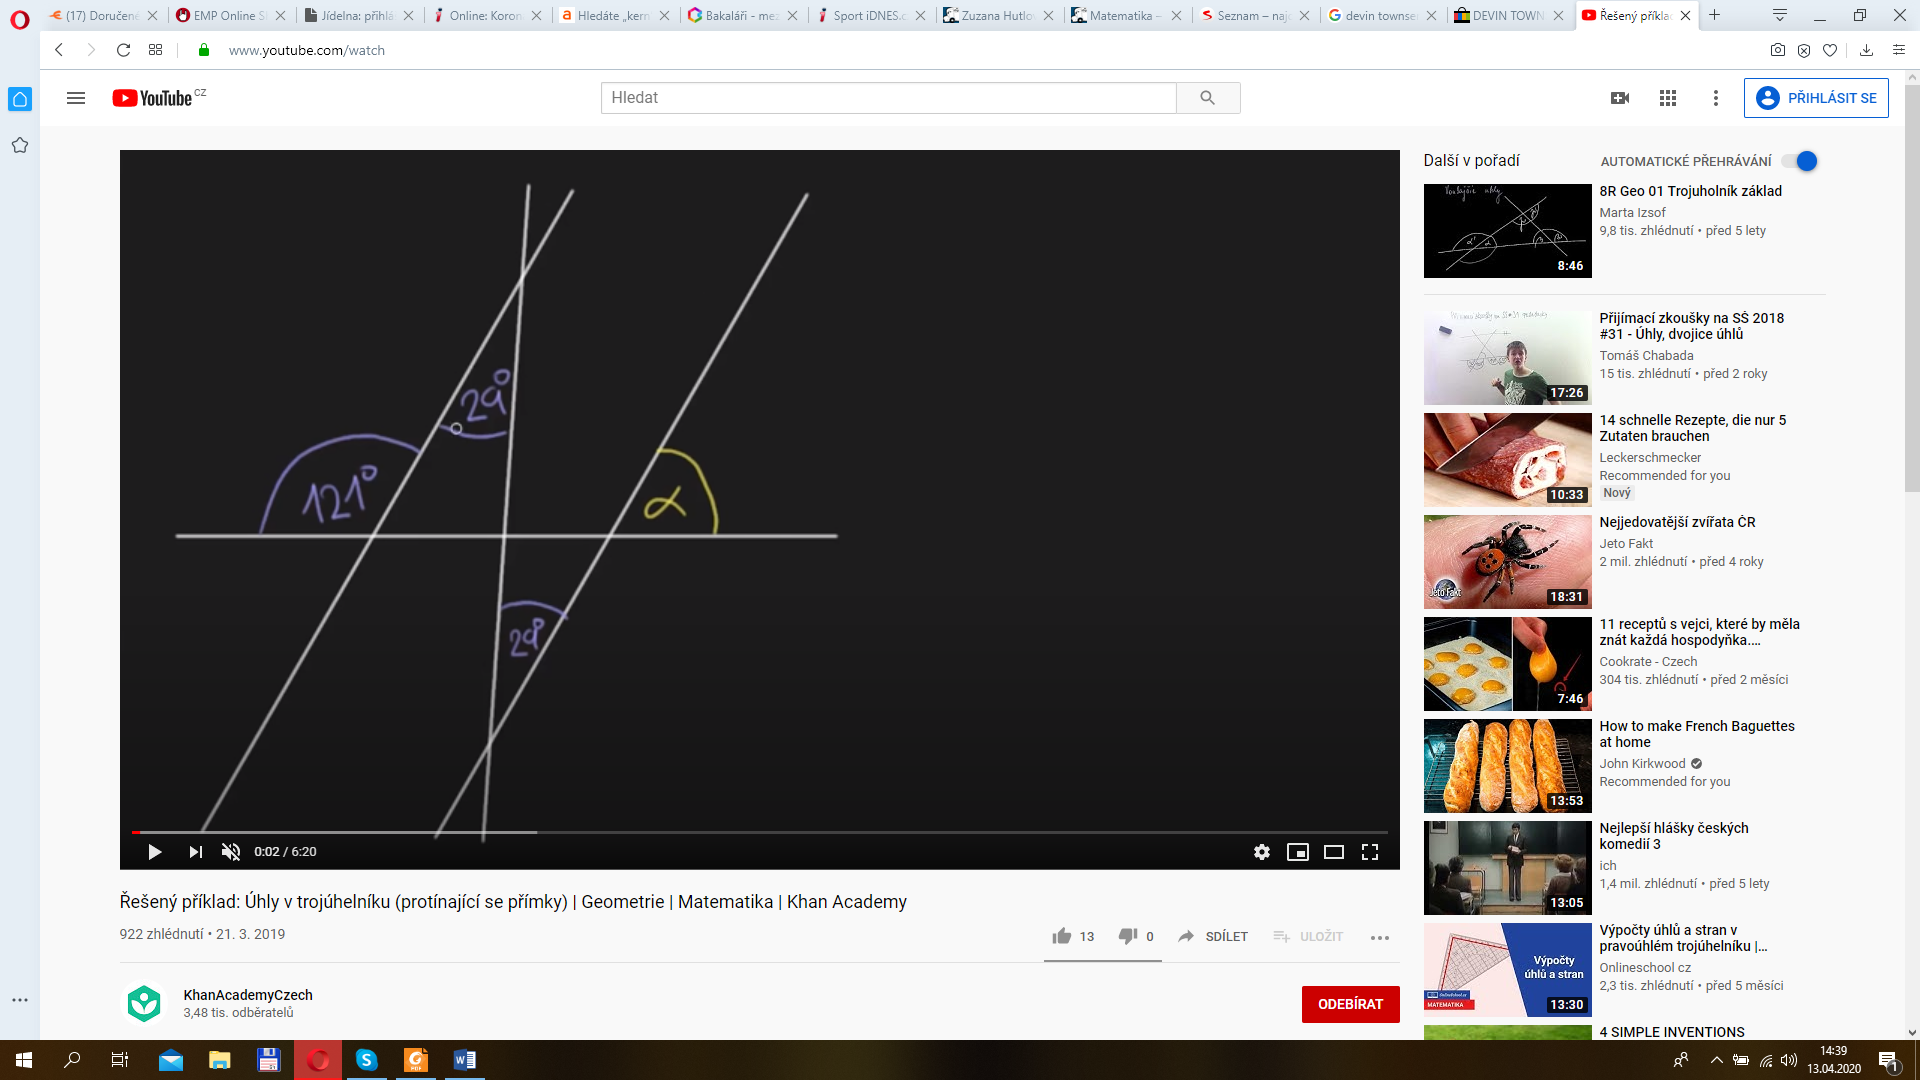 (17) Doručené
EMP Online S
Jídelna: přihlá
Online: Koron
Hledáte „kern
Bakaláři - mez
Sport iDNES.c
Zuzana Hutlo
Matematika –
Seznam – najd
devin townse
DEVIN TOWN
Řešený příklad
www.youtube.com/watch
YouTube CZ
Hledat
PŘIHLÁSIT SE
29°
121°
α
29°
0:02 / 6:20
Řešený příklad: Úhly v trojúhelníku (protínající se přímky) | Geometrie | Matematika | Khan Academy
922 zhlédnutí • 21. 3. 2019
13
0
SDÍLET
ULOŽIT
KhanAcademyCzech
3,48 tis. odběratelů
ODEBÍRAT
Další v pořadí
AUTOMATICKÉ PŘEHRÁVÁNÍ
8:46
8R Geo 01 Trojuholník základ
Marta Izsof
9,8 tis. zhlédnutí • před 5 lety
17:26
Přijímací zkoušky na SŠ 2018
#31 - Úhly, dvojice úhlů
Tomáš Chabada
15 tis. zhlédnutí • před 2 roky
10:33
14 schnelle Rezepte, die nur 5
Zutaten brauchen
Leckerschmecker
Recommended for you
Nový
Jeto Fakt
18:31
Nejjedovatější zvířata ČR
Jeto Fakt
2 mil. zhlédnutí • před 4 roky
7:46
11 receptů s vejci, které by měla
znát každá hospodyňka....
Cookrate - Czech
304 tis. zhlédnutí • před 2 měsíci
13:53
How to make French Baguettes
at home
John Kirkwood
Recommended for you
13:05
Nejlepší hlášky českých
komedií 3
ich
1,4 mil. zhlédnutí • před 5 lety
Výpočty
úhlů a stran
MATEMATIKA
13:30
Výpočty úhlů a stran v
pravoúhlém trojúhelníku |...
Onlineschool cz
2,3 tis. zhlédnutí • před 5 měsíci
4 SIMPLE INVENTIONS
14:39
13.04.2020
1